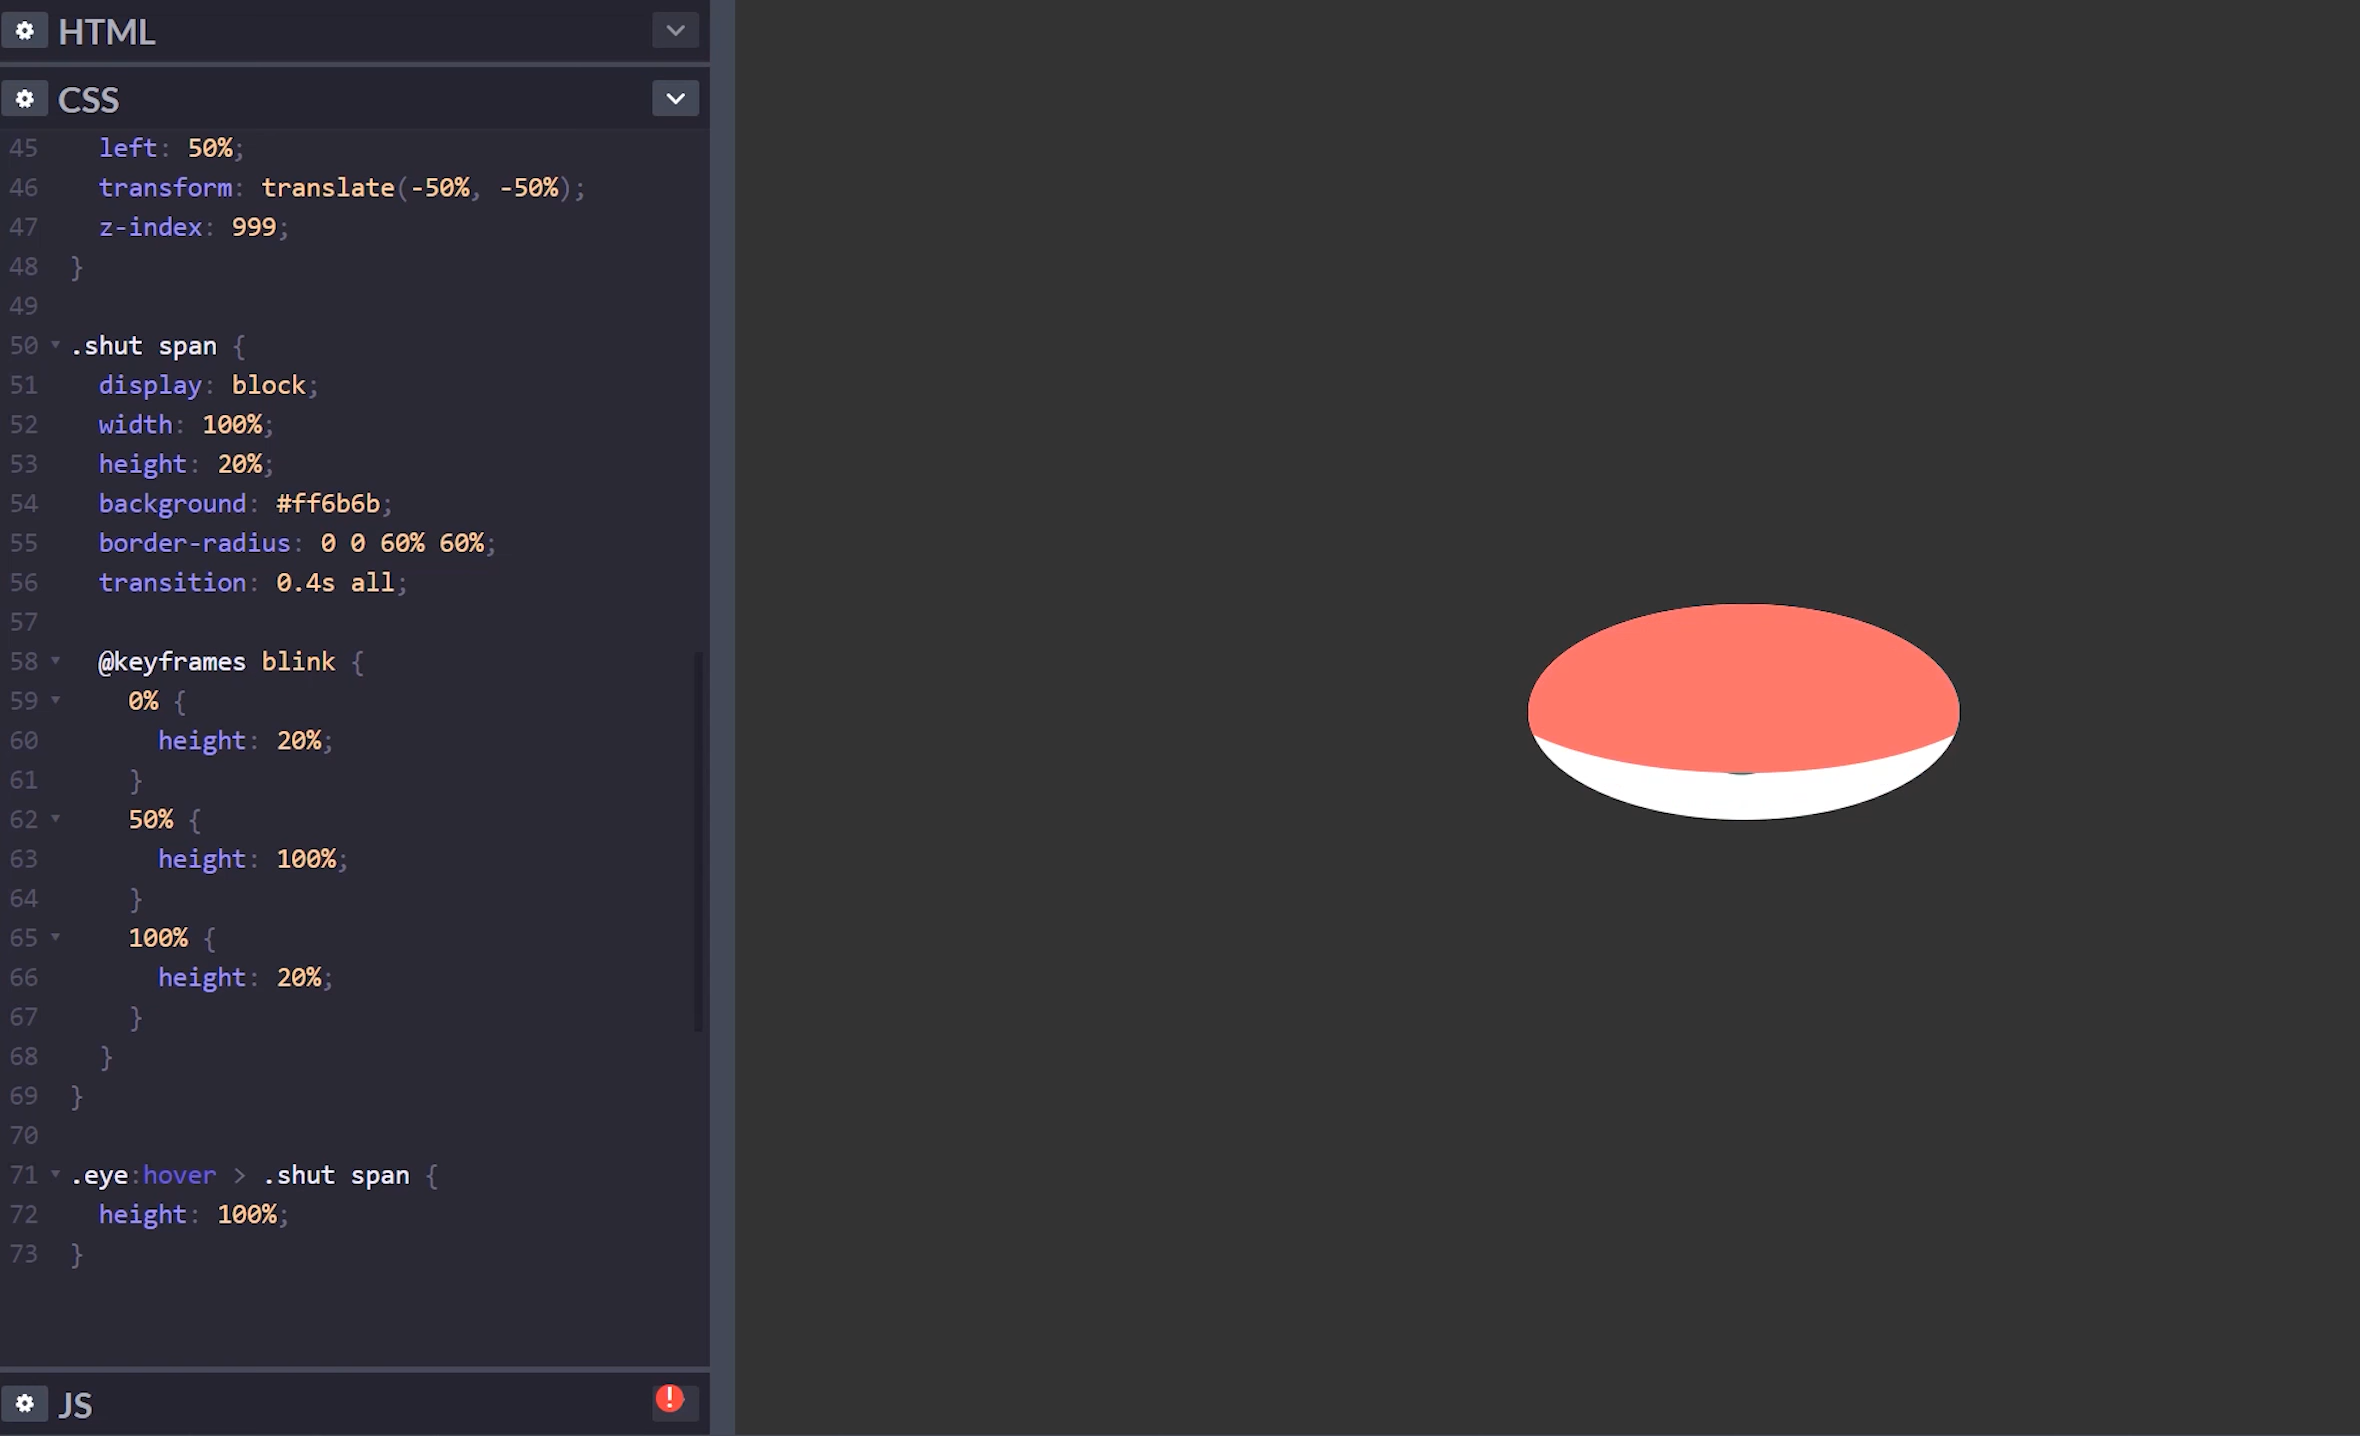 HTML
CSS
45 left: 50%;
46 transform: translate(-50%, -50%);
47 z-index: 999;
48 }
49
50 .shut span {
51 display: block;
52 width: 100%;
53 height: 20%;
54 background: #ff6b6b;
55 border-radius: 0 0 60% 60%;
56 transition: 0.4s all;
57
58 @keyframes blink {
59 0% {
60 height: 20%;
61 }
62 50% {
63 height: 100%;
64 }
65 100% {
66 height: 20%;
67 }
68 }
69 }
70
71 .eye:hover > .shut span {
72 height: 100%;
73 }
JS
!